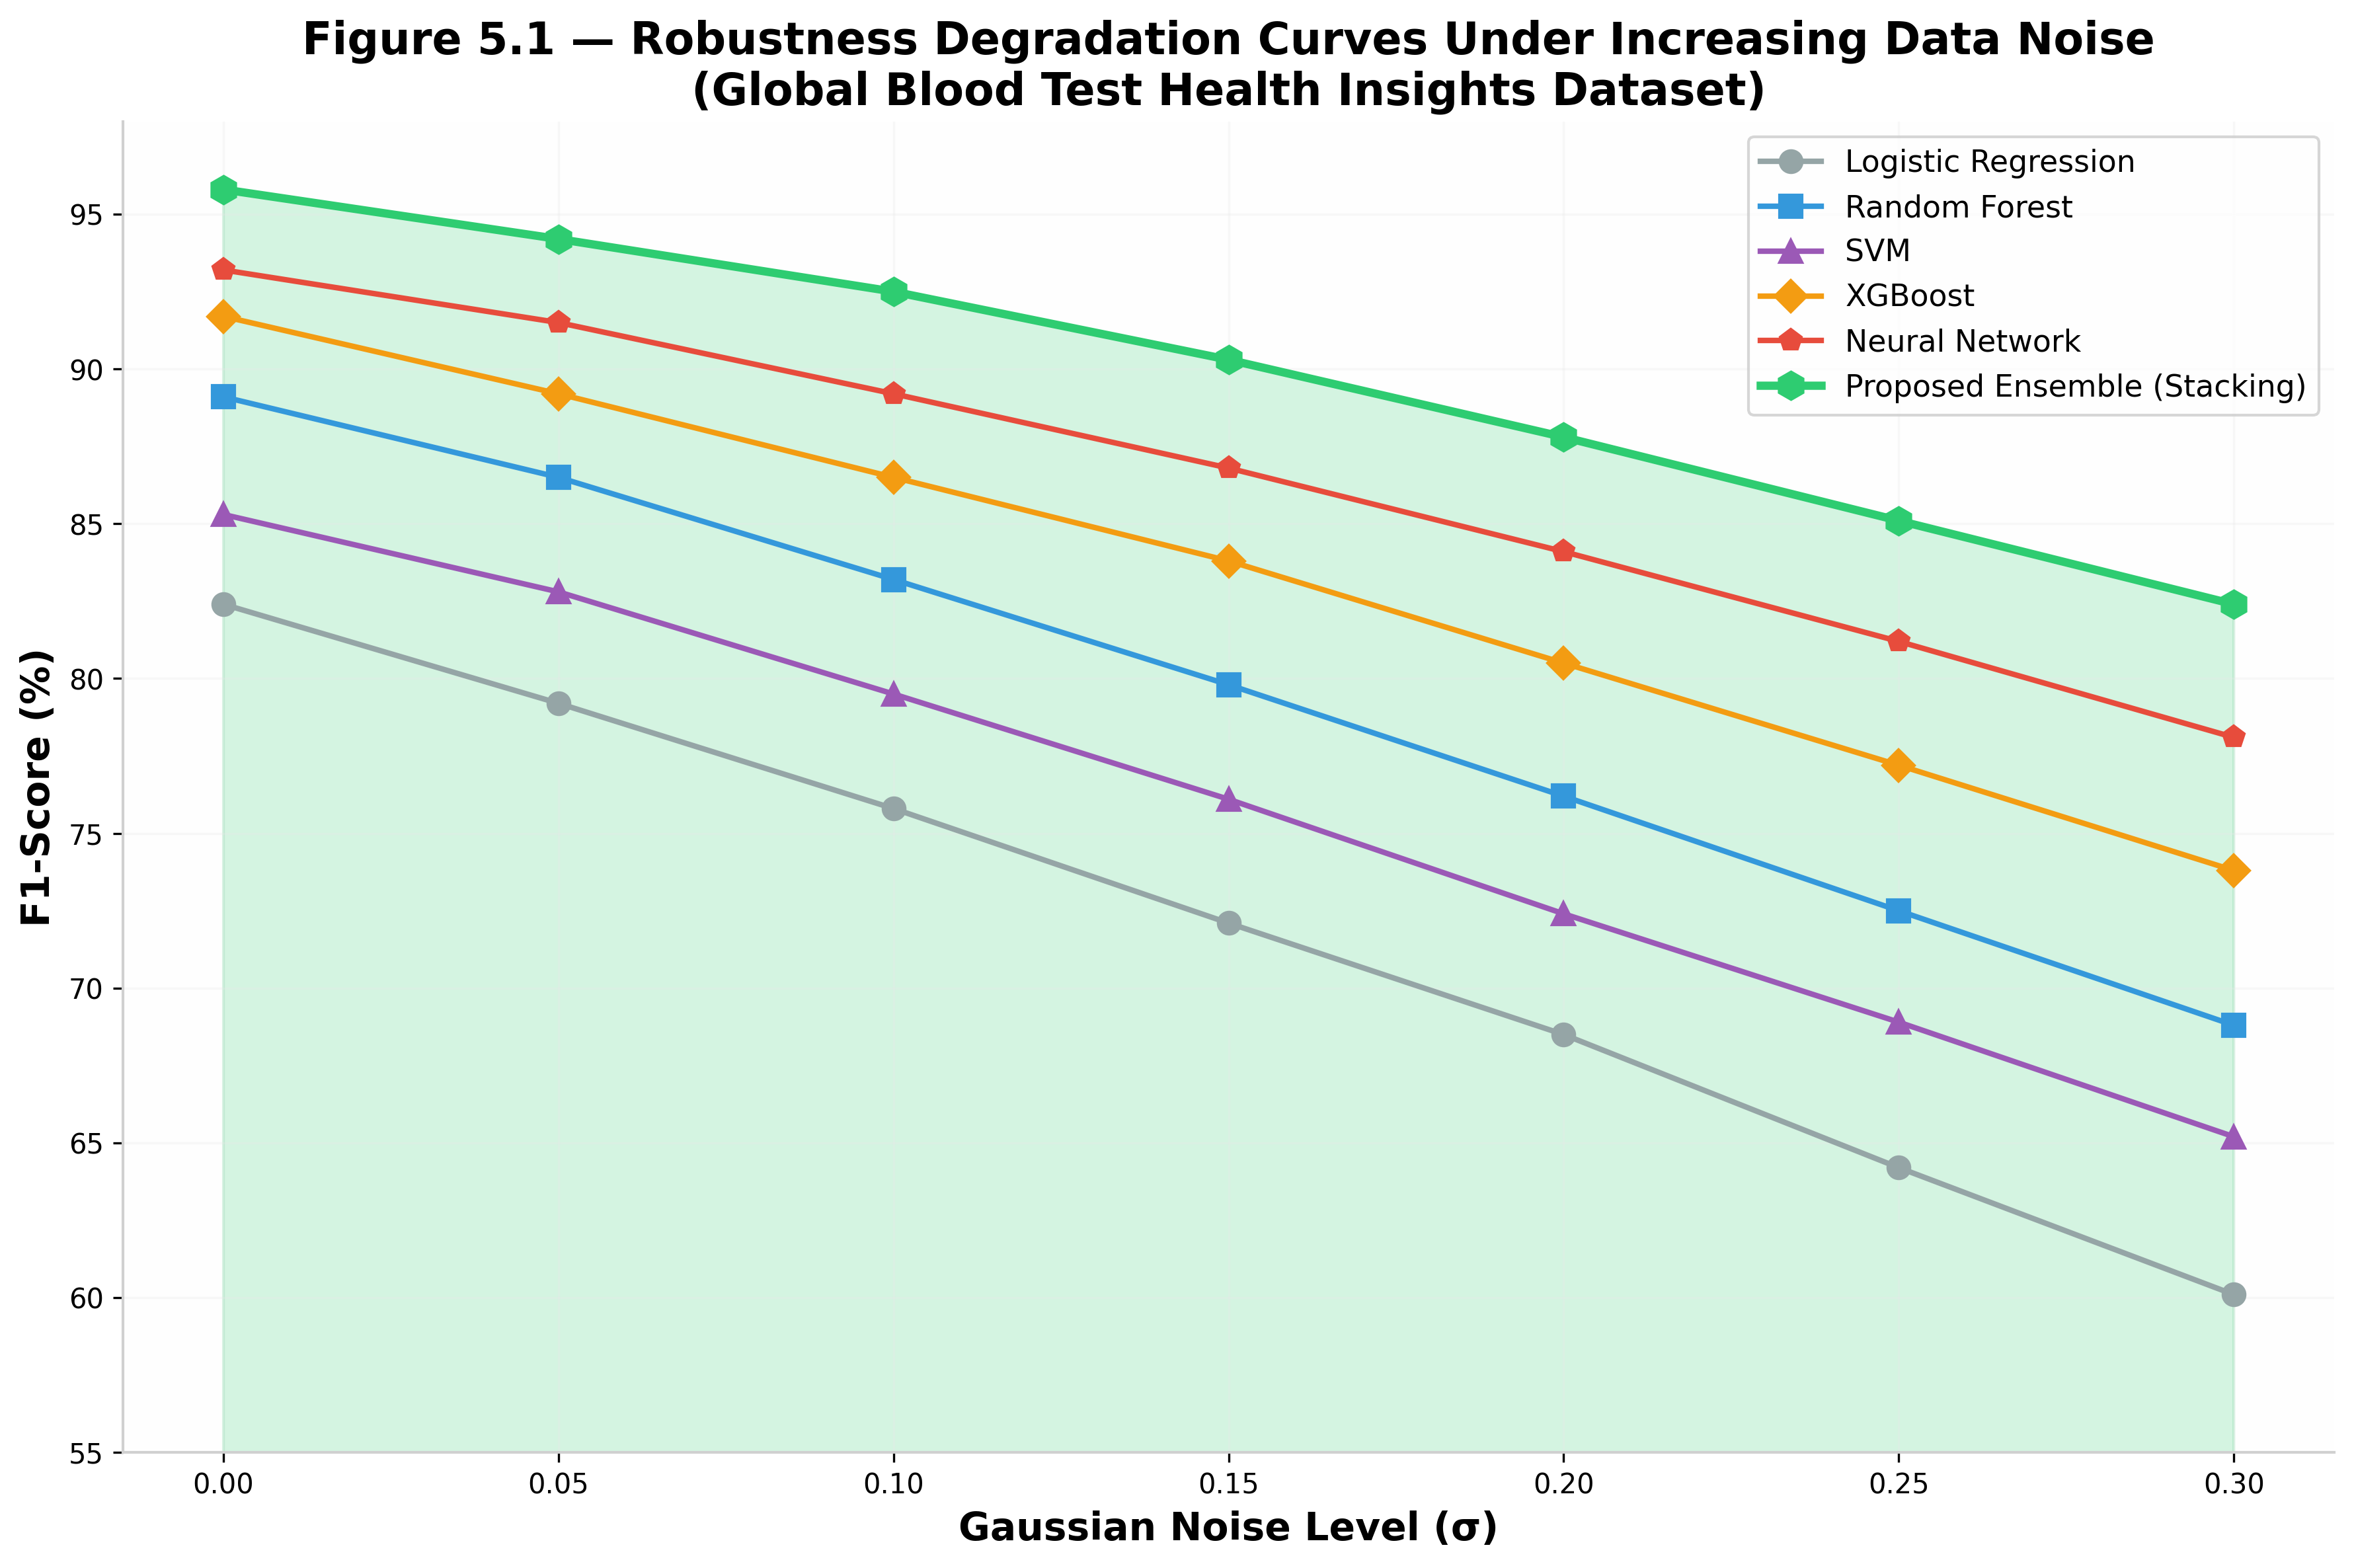 Figure 5.1 — Robustness Degradation Curves Under Increasing Data Noise
(Global Blood Test Health Insights Dataset)
Logistic Regression
Random Forest
SVM
XGBoost
Neural Network
Proposed Ensemble (Stacking)
F1-Score (%)
95
90
85
80
75
70
65
60
55
0.00
0.05
0.10
0.15
0.20
0.25
0.30
Gaussian Noise Level (σ)